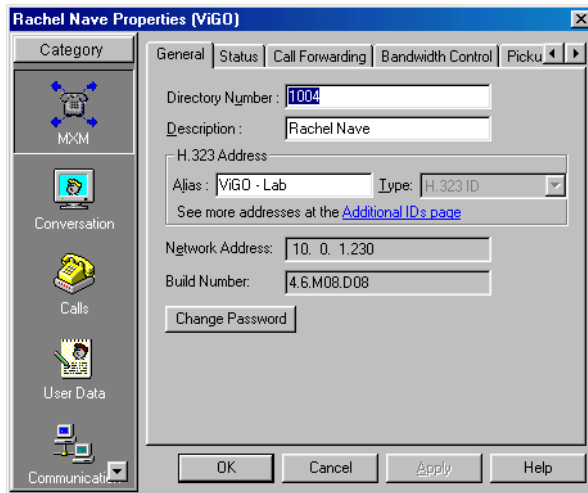 Rachel Nave Properties (ViGO)
Category
MXM
Conversation
Calls
User Data
Communication
General Status Call Forwarding Bandwidth Control Picku
Directory Number : 1004
Description : Rachel Nave
H.323 Address
Alias : ViGO - Lab Type: H.323 ID
See more addresses at the Additional IDs page
Network Address: 10. 0. 1.230
Build Number: 4.6.M08.D08
Change Password
OK Cancel Apply Help